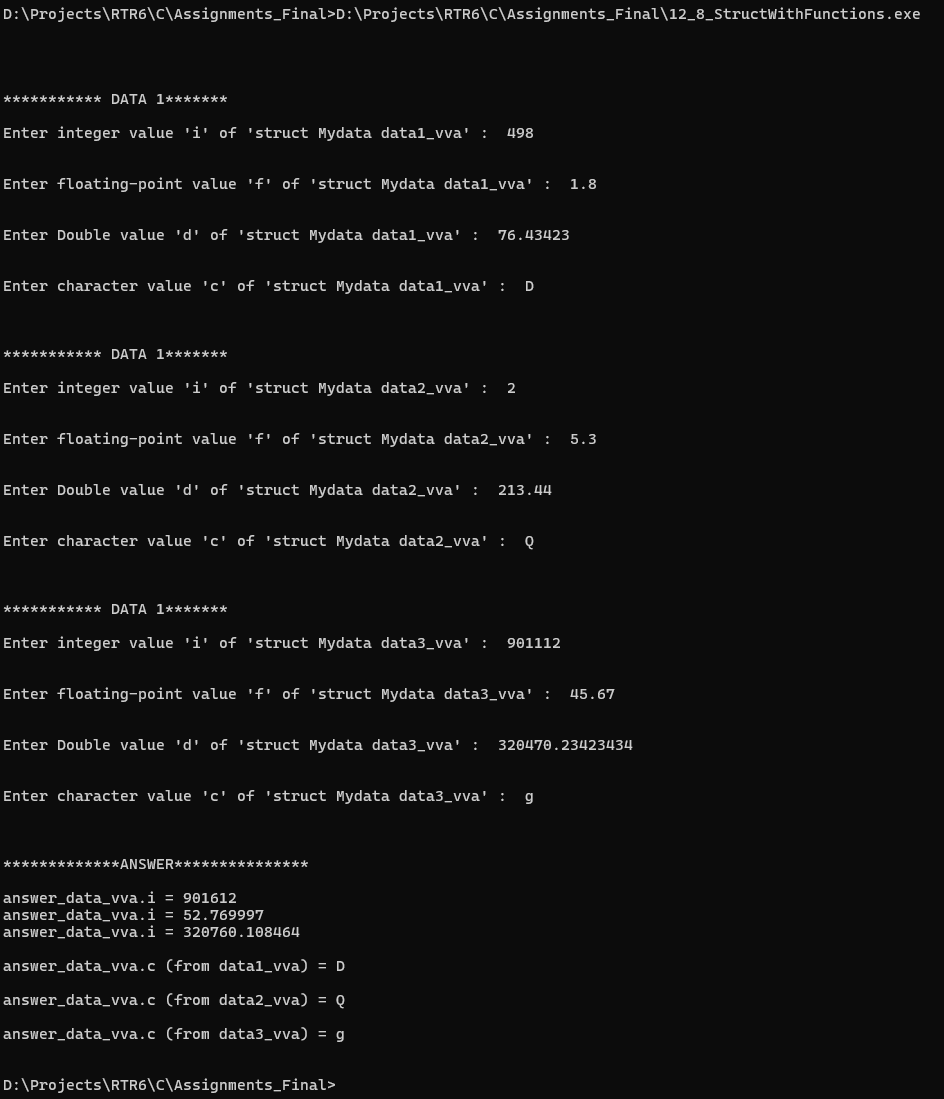 D:\Projects\RTR6\C\Assignments_Final>D:\Projects\RTR6\C\Assignments_Final\12_8_StructWithFunctions.exe
*********** DATA 1*******
Enter integer value 'i' of 'struct Mydata data1_vva' :  498
Enter floating-point value 'f' of 'struct Mydata data1_vva' :  1.8
Enter Double value 'd' of 'struct Mydata data1_vva' :  76.43423
Enter character value 'c' of 'struct Mydata data1_vva' :  D
*********** DATA 1*******
Enter integer value 'i' of 'struct Mydata data2_vva' :  2
Enter floating-point value 'f' of 'struct Mydata data2_vva' :  5.3
Enter Double value 'd' of 'struct Mydata data2_vva' :  213.44
Enter character value 'c' of 'struct Mydata data2_vva' :  Q
*********** DATA 1*******
Enter integer value 'i' of 'struct Mydata data3_vva' :  901112
Enter floating-point value 'f' of 'struct Mydata data3_vva' :  45.67
Enter Double value 'd' of 'struct Mydata data3_vva' :  320470.23423434
Enter character value 'c' of 'struct Mydata data3_vva' :  g
*************ANSWER***************
answer_data_vva.i = 901612
answer_data_vva.i = 52.769997
answer_data_vva.i = 320760.108464
answer_data_vva.c (from data1_vva) = D
answer_data_vva.c (from data2_vva) = Q
answer_data_vva.c (from data3_vva) = g
D:\Projects\RTR6\C\Assignments_Final>